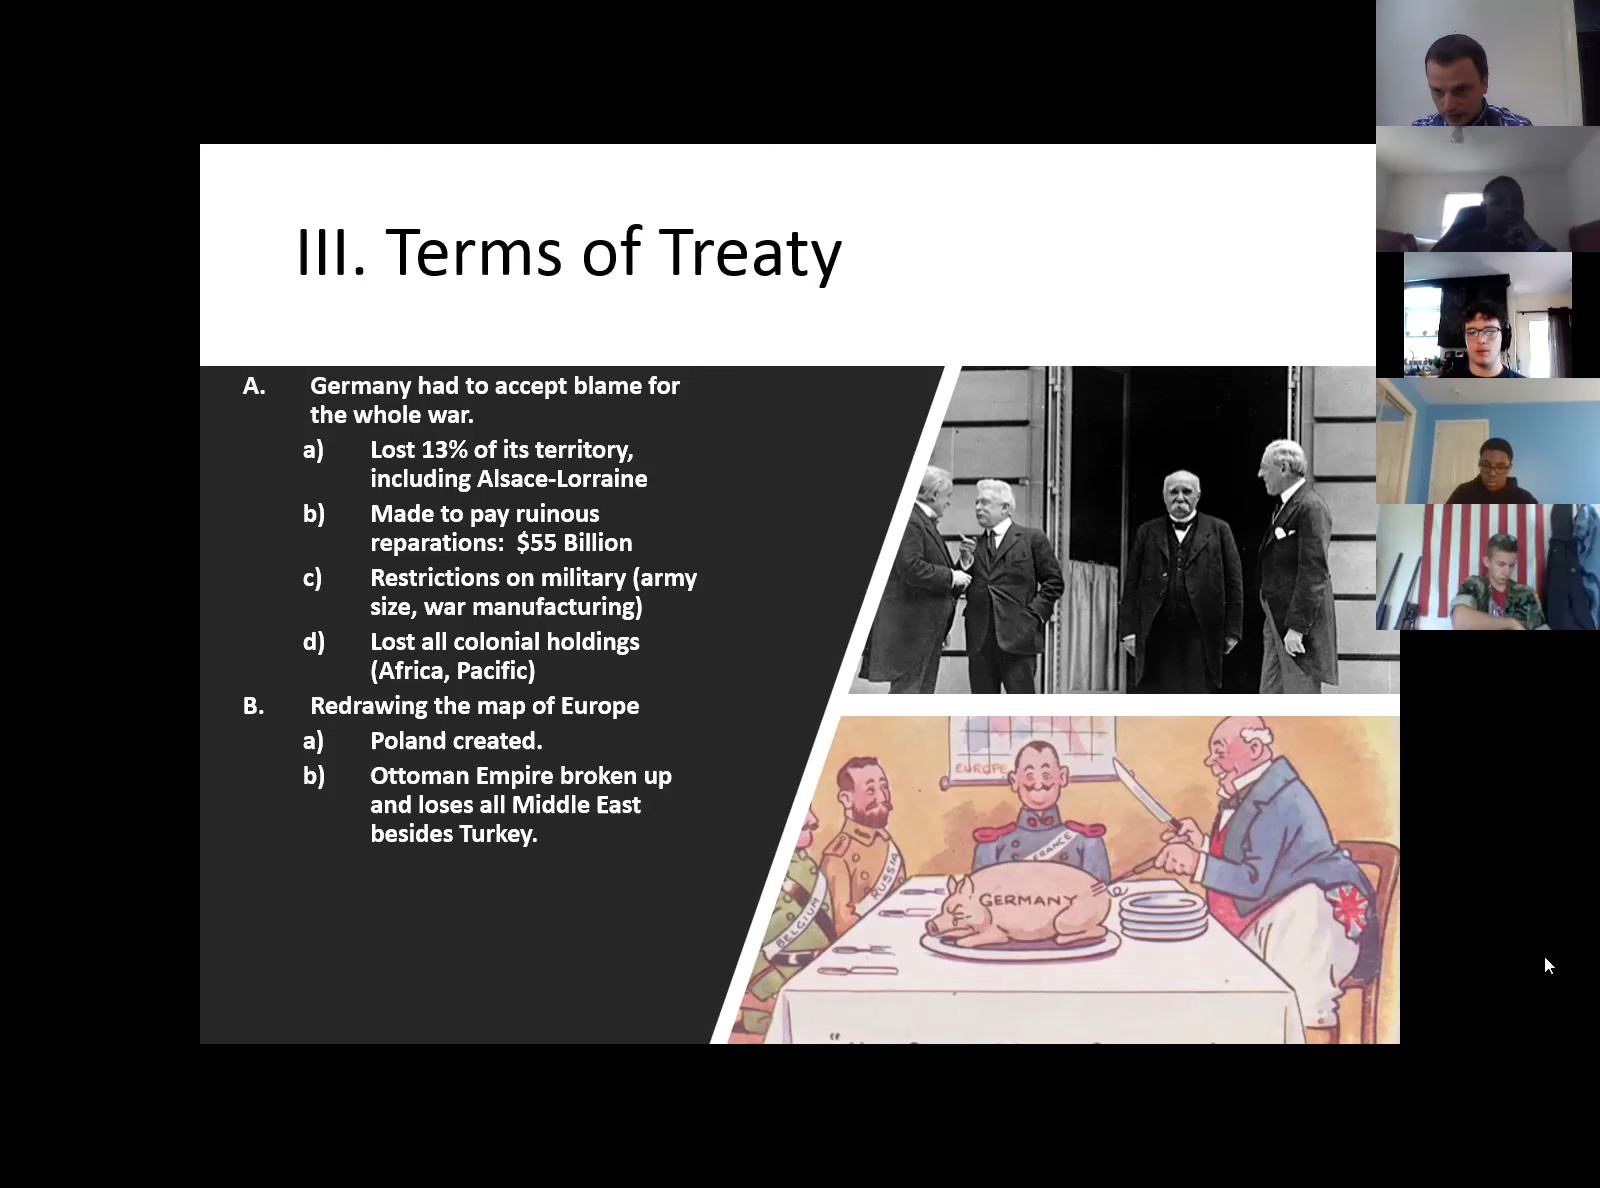 III. Terms of Treaty
A. Germany had to accept blame for
the whole war.
a) Lost 13% of its territory,
including Alsace-Lorraine
b) Made to pay ruinous
reparations: $55 Billion
c) Restrictions on military (army
size, war manufacturing)
d) Lost all colonial holdings
(Africa, Pacific)
B. Redrawing the map of Europe
a) Poland created.
b) Ottoman Empire broken up
and loses all Middle East
besides Turkey.
EUROPE
FRANCE
RUSSIA
BELGIUM
GERMANY